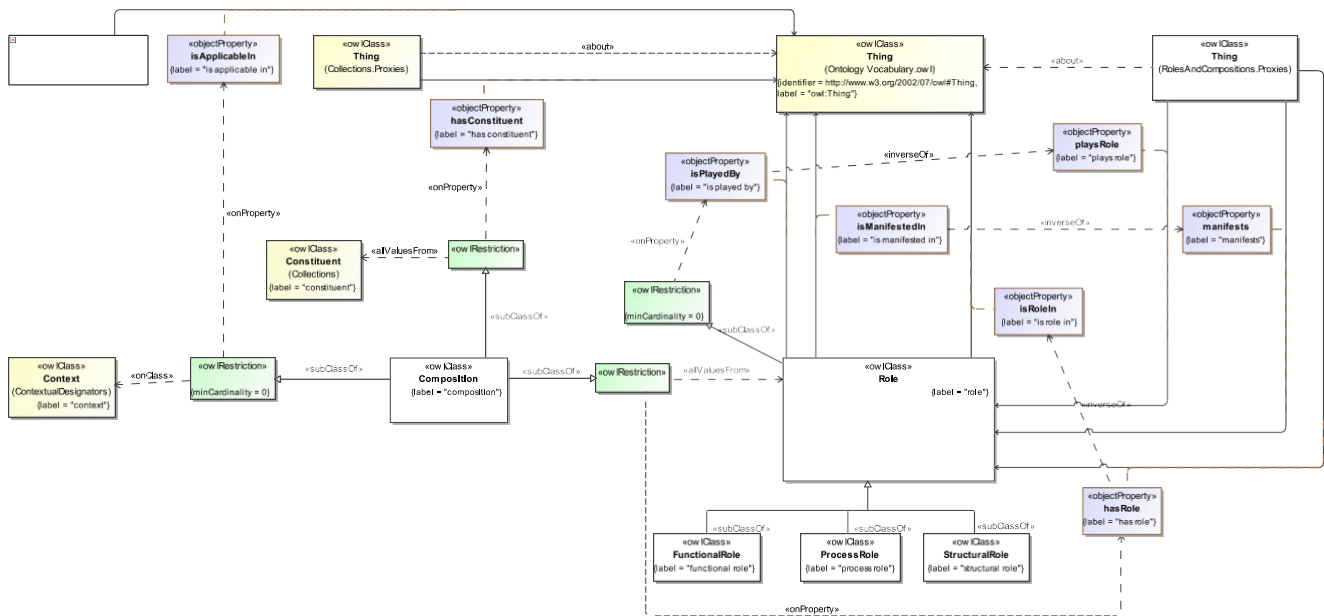 «objectProperty»
isApplicableIn
{label = "is applicable in"}
«owlClass»
Thing
(Collections.Proxies)
«about»
«owlClass»
Thing
(Ontology Vocabulary.owl)
{identifier = http://www.w3.org/2002/07/owl#Thing,
label = "owl:Thing"}
«about»
«owlClass»
Thing
(RolesAndCompositions.Proxies)
«objectProperty»
hasConstituent
{label = "has constituent"}
«objectProperty»
isPlayedBy
{label = "is played by"}
«inverseOf»
«objectProperty»
playsRole
{label = "plays role"}
«onProperty»
«onProperty»
«objectProperty»
isManifestedIn
{label = "is manifested in"}
«inverseOf»
«objectProperty»
manifests
{label = "manifests"}
«onProperty»
«owlClass»
Constituent
(Collections)
{label = "constituent"}
«allValuesFrom»
«owlRestriction»
«owlRestriction»
{minCardinality = 0}
«objectProperty»
isRoleIn
{label = "is role in"}
«subClassOf»
«subClassOf»
«owlClass»
Context
(ContextualDesignators)
{label = "context"}
«onClass»
«owlRestriction»
{minCardinality = 0}
«subClassOf»
«owlClass»
Composition
{label = "composition"}
«subClassOf»
«owlRestriction»
«allValuesFrom»
«owlClass»
Role
{label = "role"}
«inverseOf»
«objectProperty»
hasRole
{label = "has role"}
«subClassOf»
«subClassOf»
«subClassOf»
«owlClass»
FunctionalRole
{label = "functional role"}
«owlClass»
ProcessRole
{label = "process role"}
«owlClass»
StructuralRole
{label = "structural role"}
«onProperty»